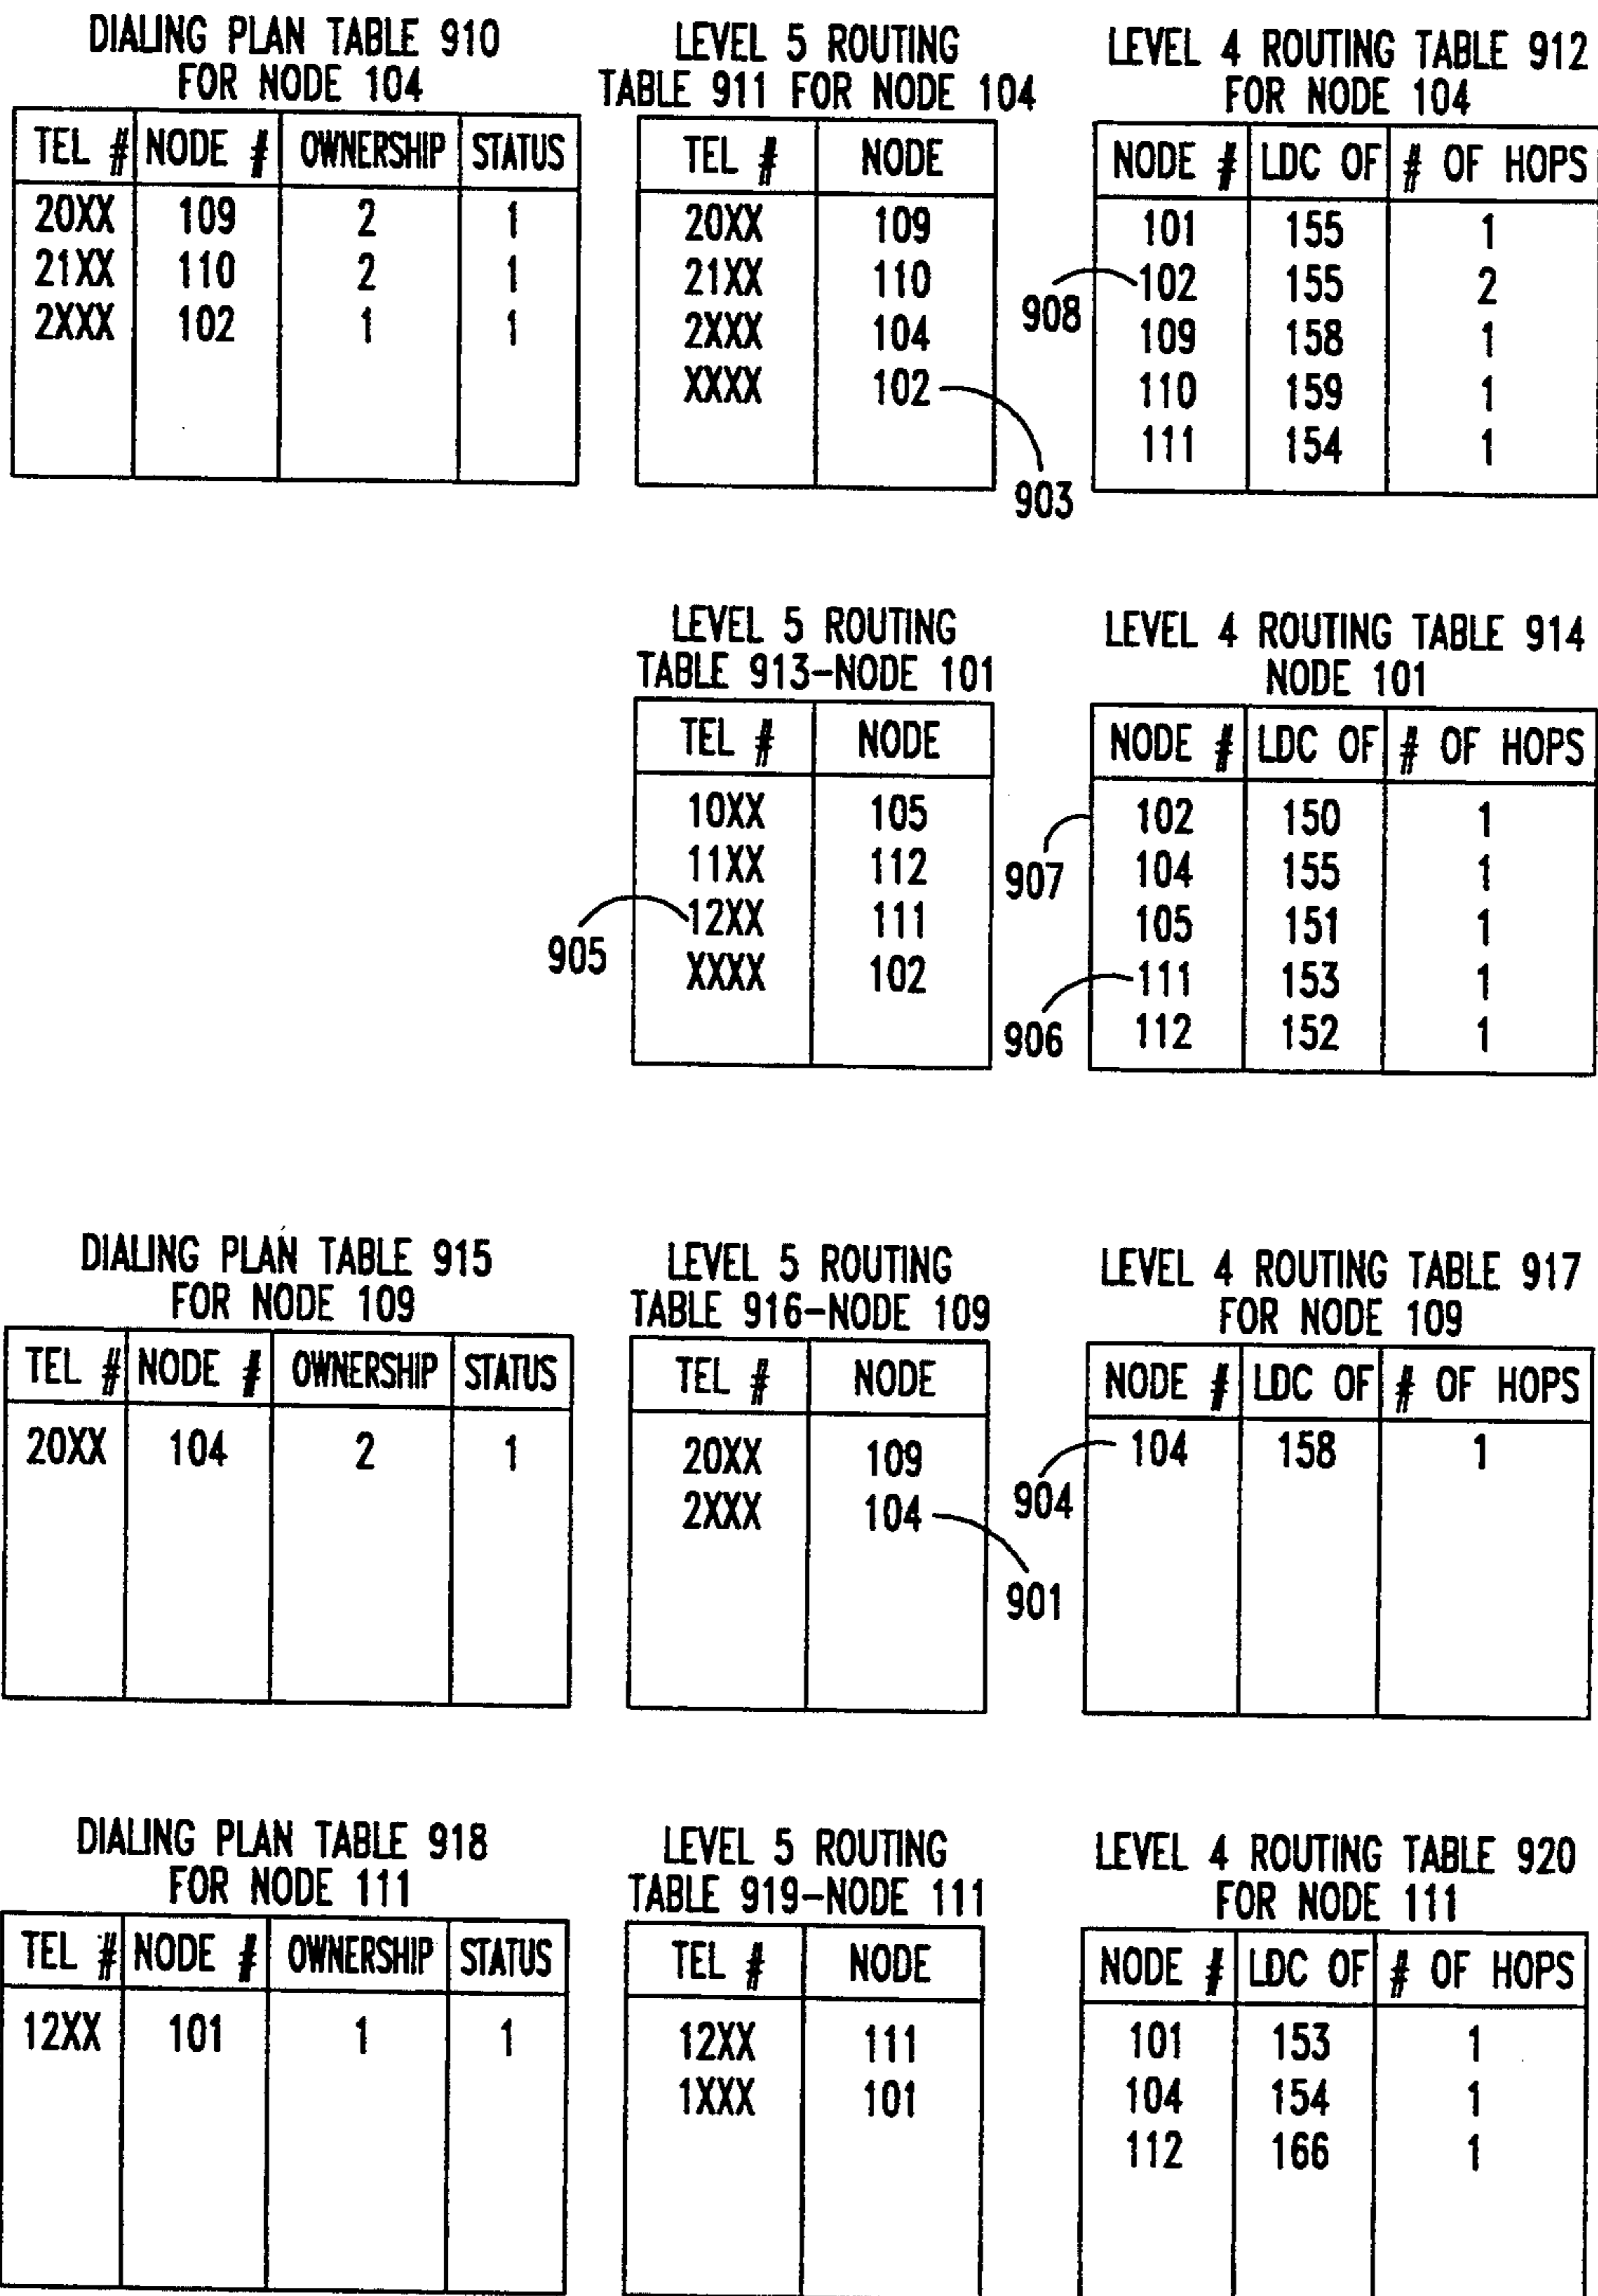 DIALING PLAN TABLE 910
FOR NODE 104
TEL # NODE # OWNERSHIP STATUS
20XX 109 2 1
21XX 110 2 1
2XXX 102 1 1
LEVEL 5 ROUTING
TABLE 911 FOR NODE 104
TEL # NODE
20XX 109
21XX 110
2XXX 104
XXXX 102
903
LEVEL 4 ROUTING TABLE 912
FOR NODE 104
NODE # LDC OF # OF HOPS
101 155 1
908 102 155 2
109 158 1
110 159 1
111 154 1
LEVEL 5 ROUTING
TABLE 913-NODE 101
TEL # NODE
10XX 105
11XX 112
905 12XX 111
XXXX 102
LEVEL 4 ROUTING TABLE 914
NODE 101
NODE # LDC OF # OF HOPS
907 102 150 1
104 155 1
105 151 1
906 111 153 1
112 152 1
DIALING PLAN TABLE 915
FOR NODE 109
TEL # NODE # OWNERSHIP STATUS
20XX 104 2 1
LEVEL 5 ROUTING
TABLE 916-NODE 109
TEL # NODE
20XX 109
2XXX 104
901
LEVEL 4 ROUTING TABLE 917
FOR NODE 109
NODE # LDC OF # OF HOPS
904 104 158 1
DIALING PLAN TABLE 918
FOR NODE 111
TEL # NODE # OWNERSHIP STATUS
12XX 101 1 1
LEVEL 5 ROUTING
TABLE 919-NODE 111
TEL # NODE
12XX 111
1XXX 101
LEVEL 4 ROUTING TABLE 920
FOR NODE 111
NODE # LDC OF # OF HOPS
101 153 1
104 154 1
112 166 1